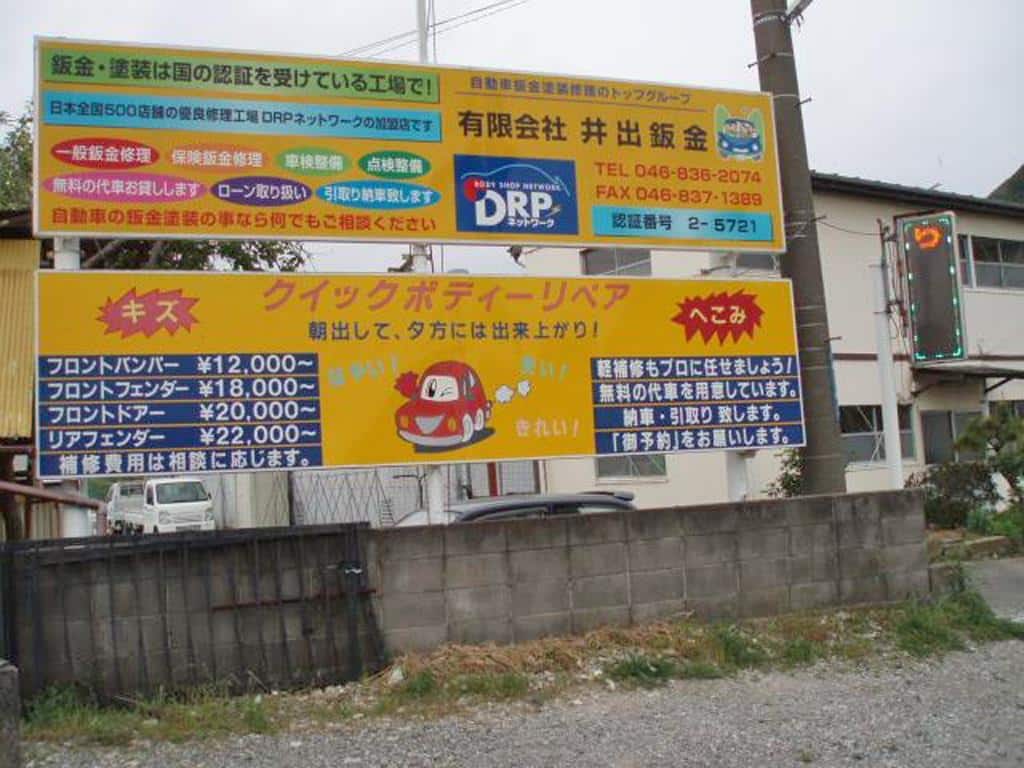 鈑金・塗装は国の認証を受けている工場で!
日本全国500店舗の優良修理工場 DRPネットワークの加盟店です
一般鈑金修理 保険鈑金修理 車検整備 点検整備
無料の代車お貸しします ローン取り扱い 引取り納車致します
自動車の鈑金塗装の事なら何でもご相談ください
自動車鈑金塗装修理のトップグループ
有限会社 井出鈑金
BODY SHOP NETWORK
DRP
ネットワーク
TEL 046-836-2074
FAX 046-837-1389
認証番号 2-5721
キズ
クイックボディーリペア
へこみ
朝出して、夕方には出来上がり!
フロントバンパー ¥12,000~
フロントフェンダー ¥18,000~
フロントドアー ¥20,000~
リアフェンダー ¥22,000~
補修費用は相談に応じます。
はやい!
安い!
きれい!
軽補修もプロに任せましょう!
無料の代車を用意しています。
納車・引取り 致します。
「御予約」をお願いします。